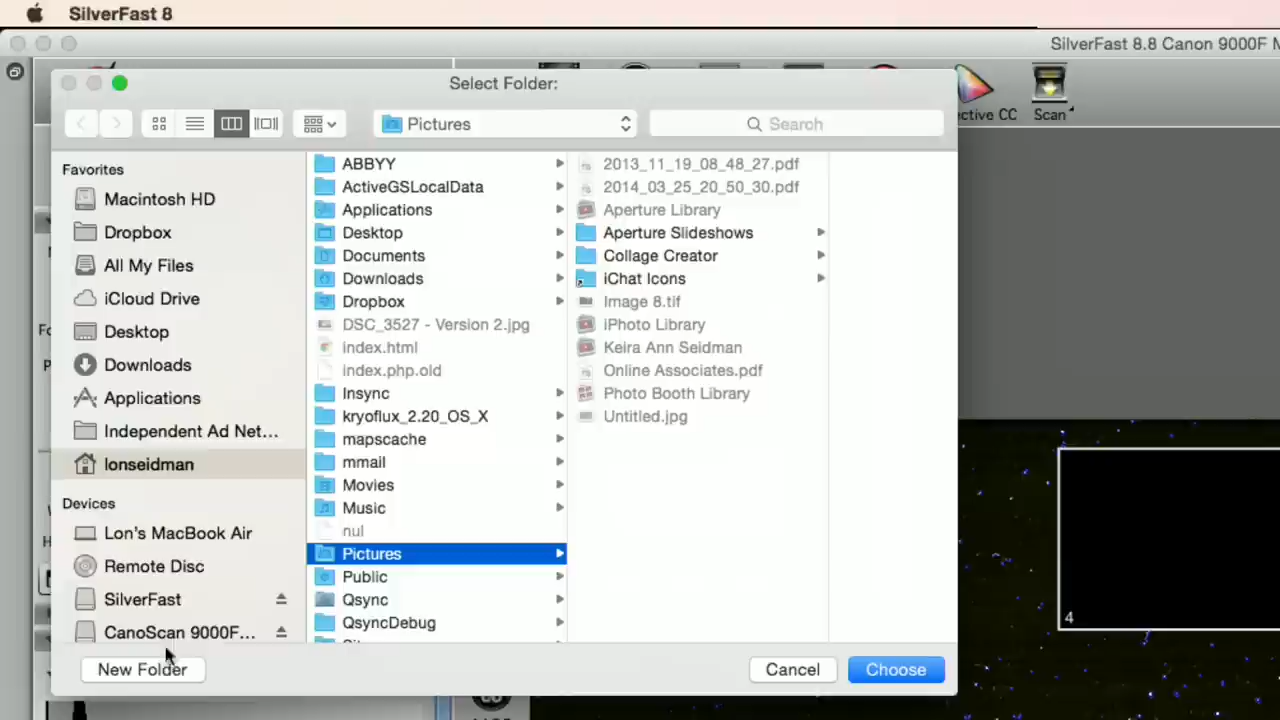 SilverFast 8
SilverFast 8.8 Canon 9000F M
Select Folder:
Pictures
Search
ective CC
Scan
Favorites
Macintosh HD
Dropbox
All My Files
iCloud Drive
Desktop
Downloads
Applications
Independent Ad Net...
lonseidman
Devices
Lon's MacBook Air
Remote Disc
SilverFast
CanoScan 9000F...
ABBYY
ActiveGSLocalData
Applications
Desktop
Documents
Downloads
Dropbox
DSC_3527 - Version 2.jpg
index.html
index.php.old
Insync
kryoflux_2.20_OS_X
mapscache
mmail
Movies
Music
nul
Pictures
Public
Qsync
QsyncDebug
2013_11_19_08_48_27.pdf
2014_03_25_20_50_30.pdf
Aperture Library
Aperture Slideshows
Collage Creator
iChat Icons
Image 8.tif
iPhoto Library
Keira Ann Seidman
Online Associates.pdf
Photo Booth Library
Untitled.jpg
4
New Folder
Cancel
Choose